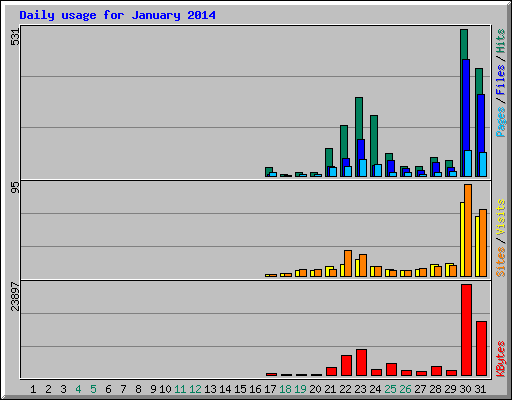 Daily usage for January 2014
531
Pages / Files / Hits
95
Sites / Visits
23897
KBytes
1 2 3 4 5 6 7 8 9 10 11 12 13 14 15 16 17 18 19 20 21 22 23 24 25 26 27 28 29 30 31